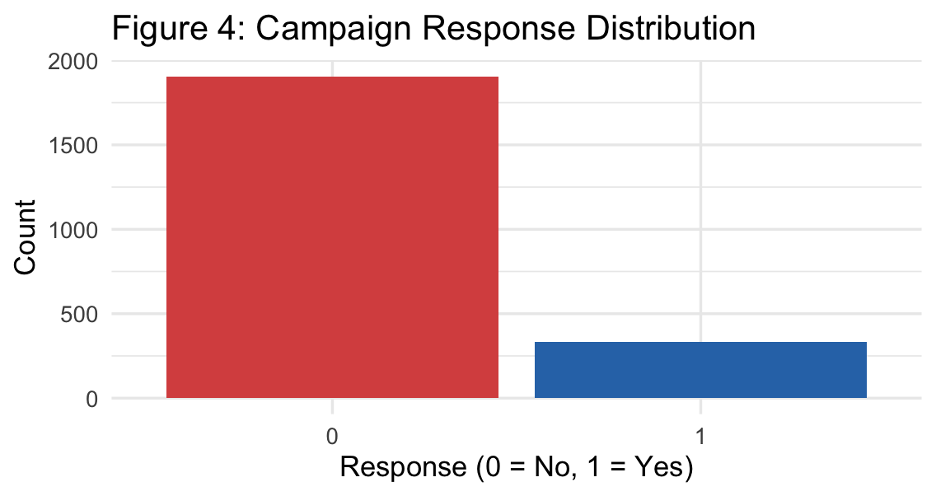 Figure 4: Campaign Response Distribution
2000
1500
1000
500
0
Count
0 1
Response (0 = No, 1 = Yes)